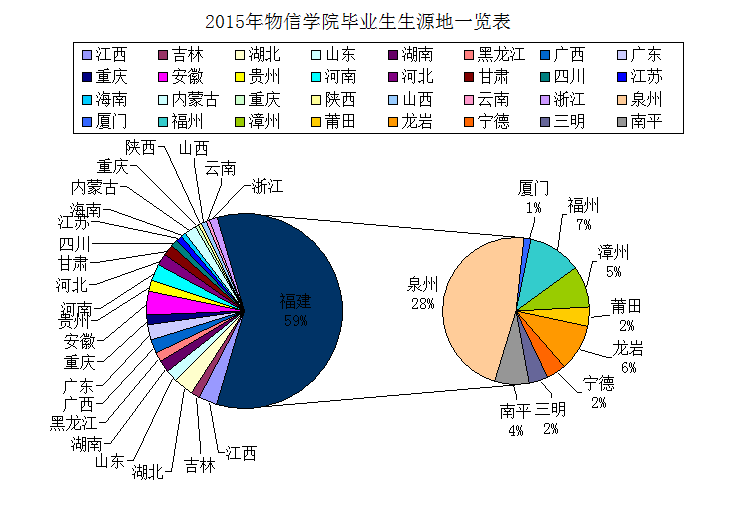 2015年物信学院毕业生生源地一览表
江西 吉林 湖北 山东 湖南 黑龙江 广西 广东
重庆 安徽 贵州 河南 河北 甘肃 四川 江苏
海南 内蒙古 重庆 陕西 山西 云南 浙江 泉州
厦门 福州 漳州 莆田 龙岩 宁德 三明 南平
陕西
山西
重庆
云南
内蒙古
浙江
海南
江苏
四川
甘肃
河北
河南
贵州
安徽
重庆
广东
广西
黑龙江
湖南
山东
湖北
吉林
江西
福建
59%
厦门
1%
福州
7%
漳州
5%
莆田
2%
龙岩
6%
宁德
2%
三明
2%
南平
4%
泉州
28%